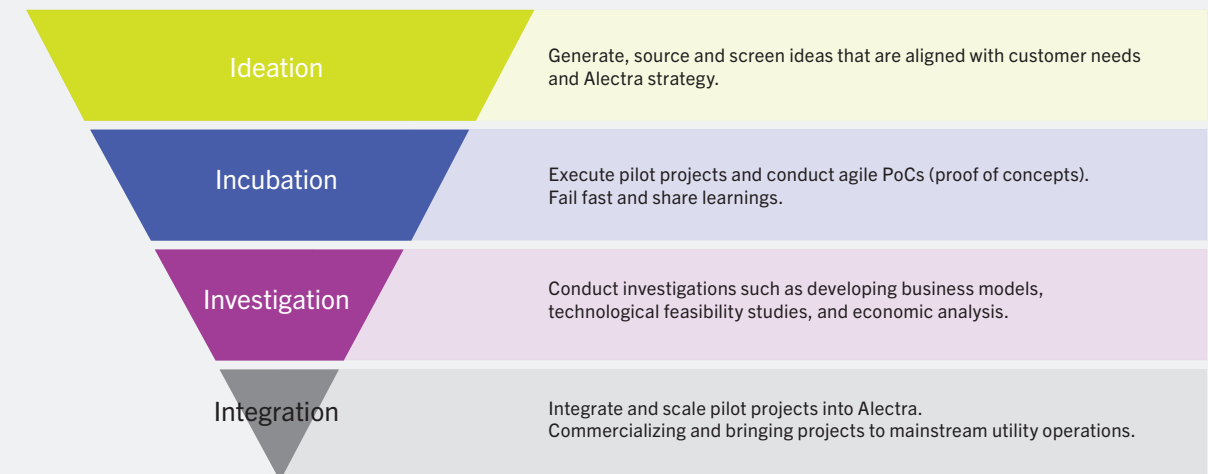 Ideation
Generate, source and screen ideas that are aligned with customer needs
and Alectra strategy.
Incubation
Execute pilot projects and conduct agile PoCs (proof of concepts).
Fail fast and share learnings.
Investigation
Conduct investigations such as developing business models,
technological feasibility studies, and economic analysis.
Integration
Integrate and scale pilot projects into Alectra.
Commercializing and bringing projects to mainstream utility operations.